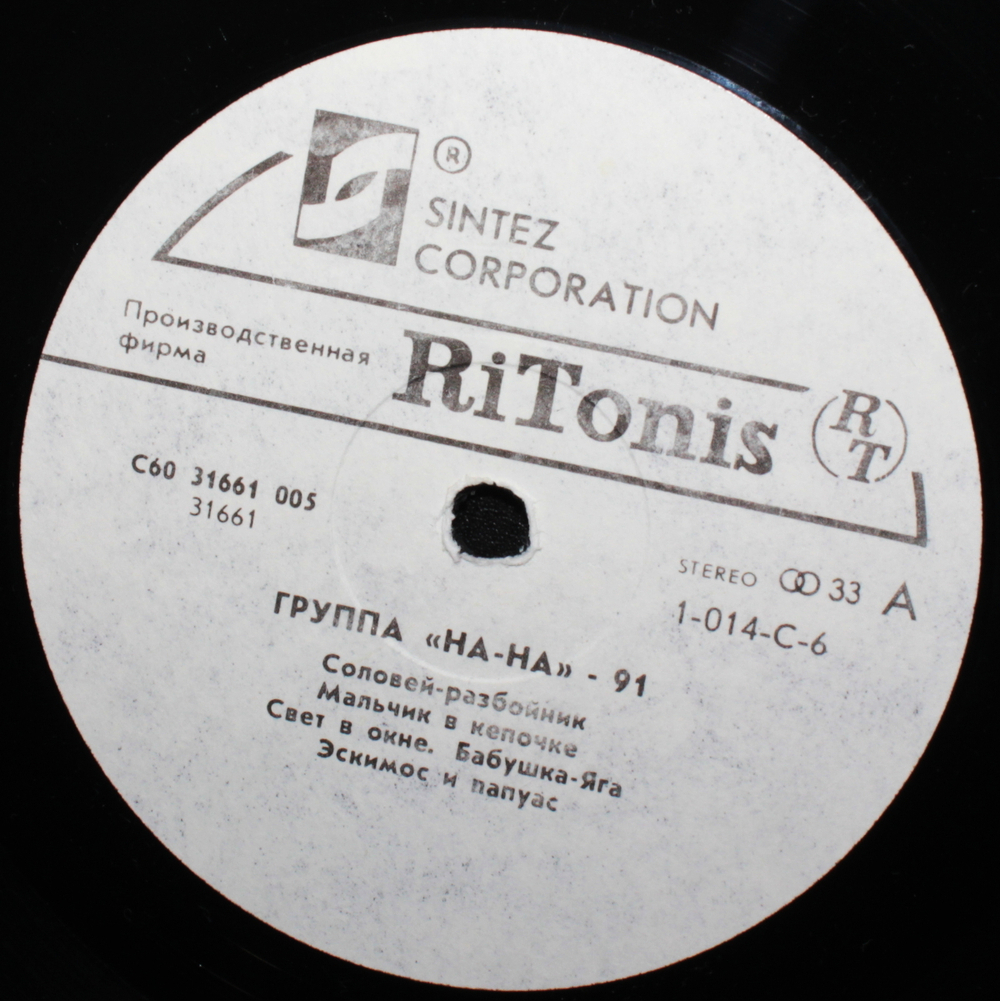 ®
SINTEZ
CORPORATION
Производственная
фирма
RiTonis
RT
С60 31661 005
31661
STEREO 33 A
1-014-C-6
ГРУППА «НА-НА» - 91
Соловей-разбойник
Мальчик в кепочке
Свет в окне. Бабушка-Яга
Эскимос и папуас